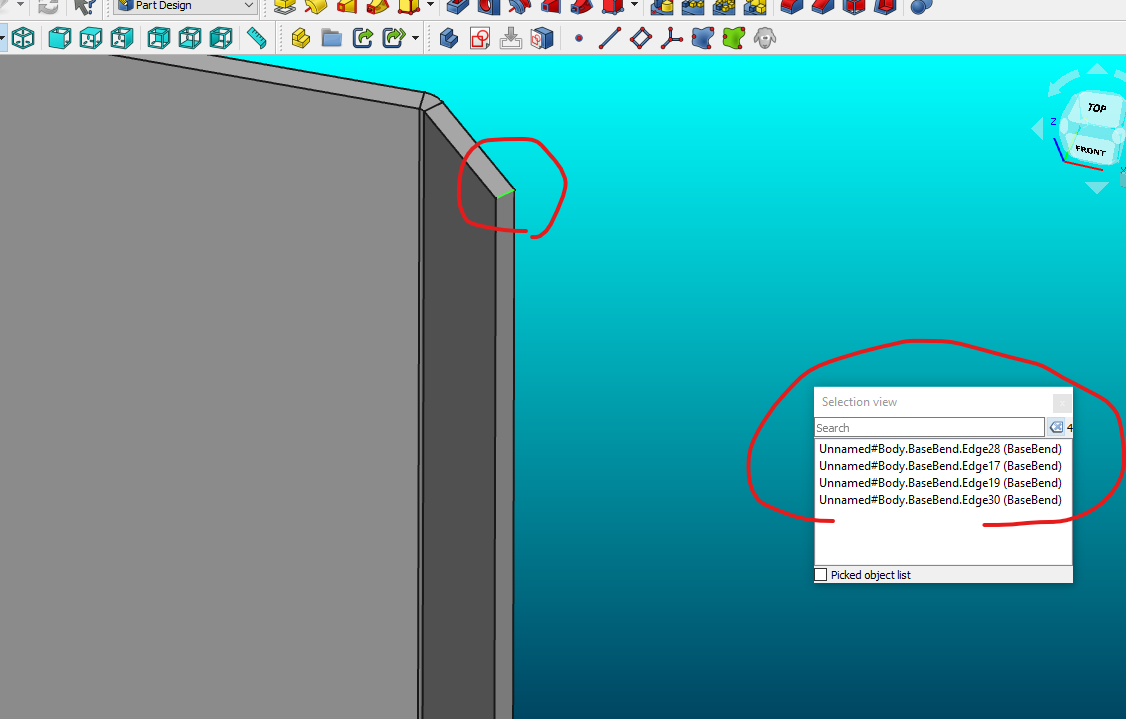 Part Design
TOP
Z
FRONT
X
Selection view
Search
4
Unnamed#Body.BaseBend.Edge28 (BaseBend)
Unnamed#Body.BaseBend.Edge17 (BaseBend)
Unnamed#Body.BaseBend.Edge19 (BaseBend)
Unnamed#Body.BaseBend.Edge30 (BaseBend)
Picked object list